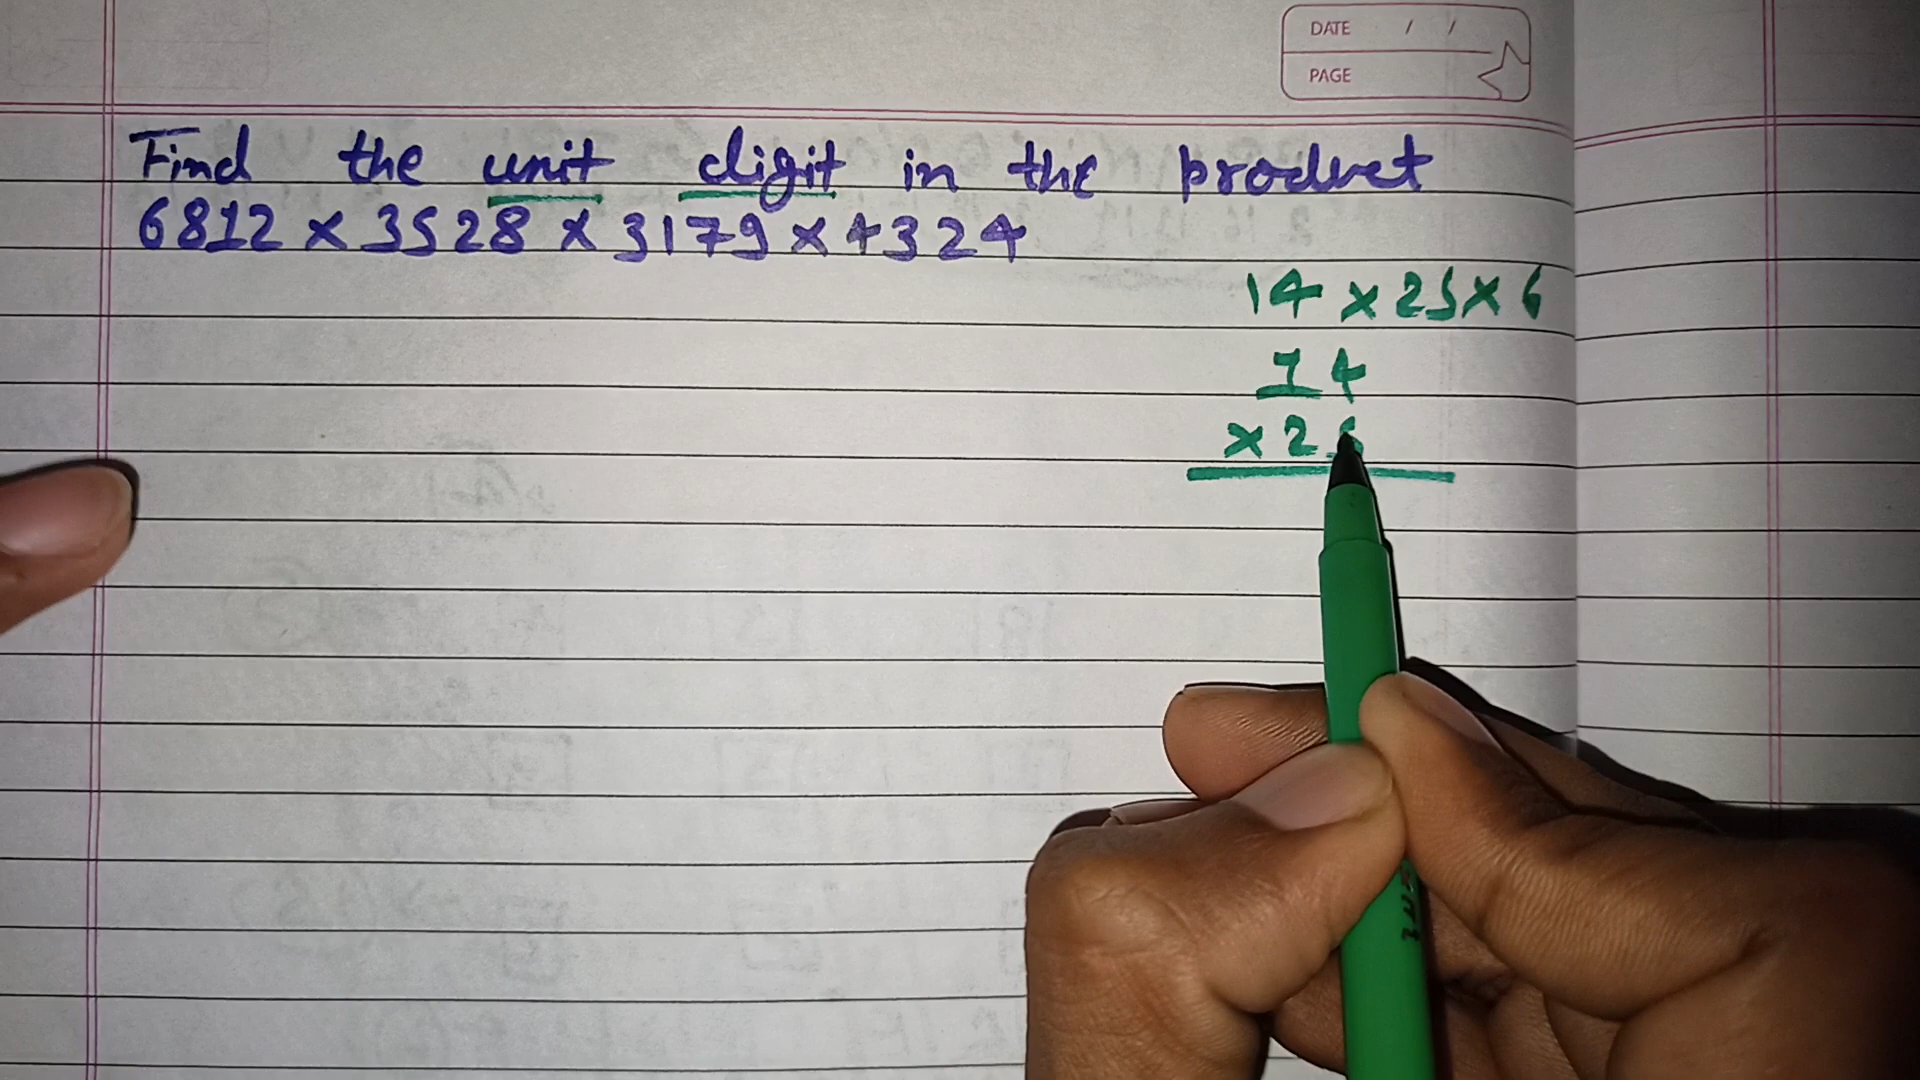 DATE / /
PAGE
Find the unit digit in the product
6812 x 3528 x 3179 x 4324
14 x 25 x 6
14
x 2